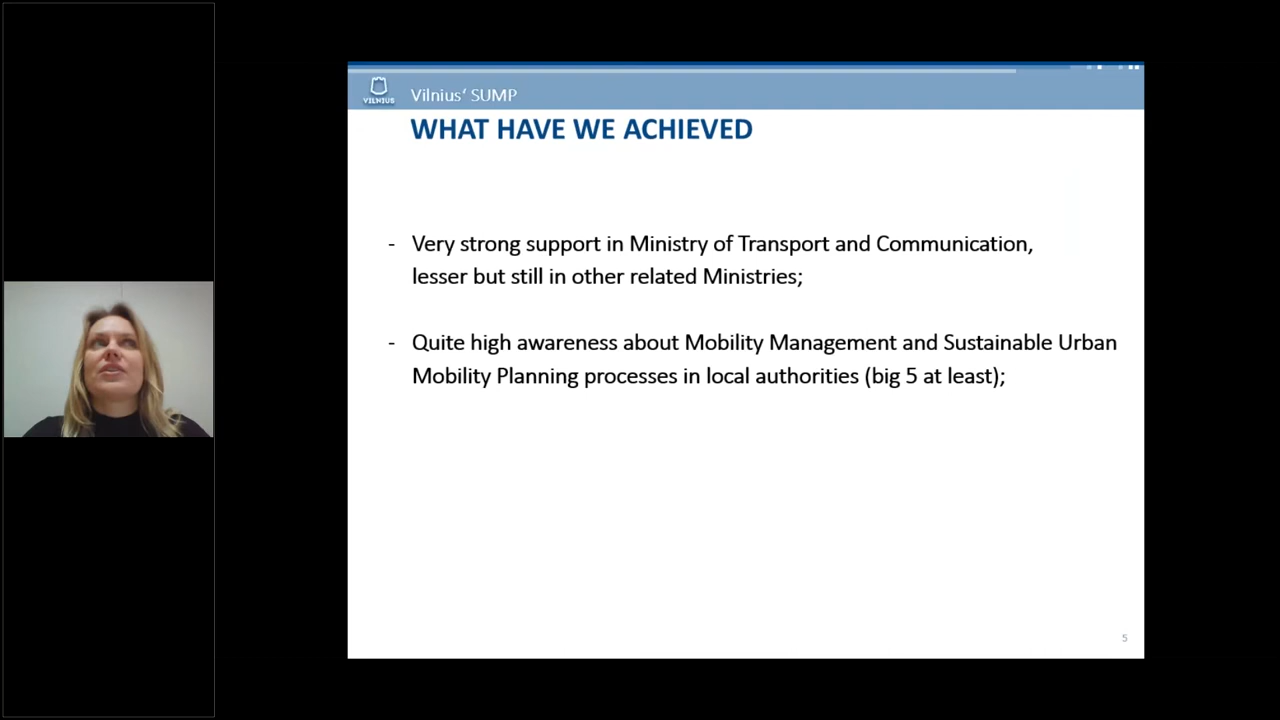 VILNIUS
Vilnius‘ SUMP
WHAT HAVE WE ACHIEVED
- Very strong support in Ministry of Transport and Communication,
lesser but still in other related Ministries;
- Quite high awareness about Mobility Management and Sustainable Urban
Mobility Planning processes in local authorities (big 5 at least);
5